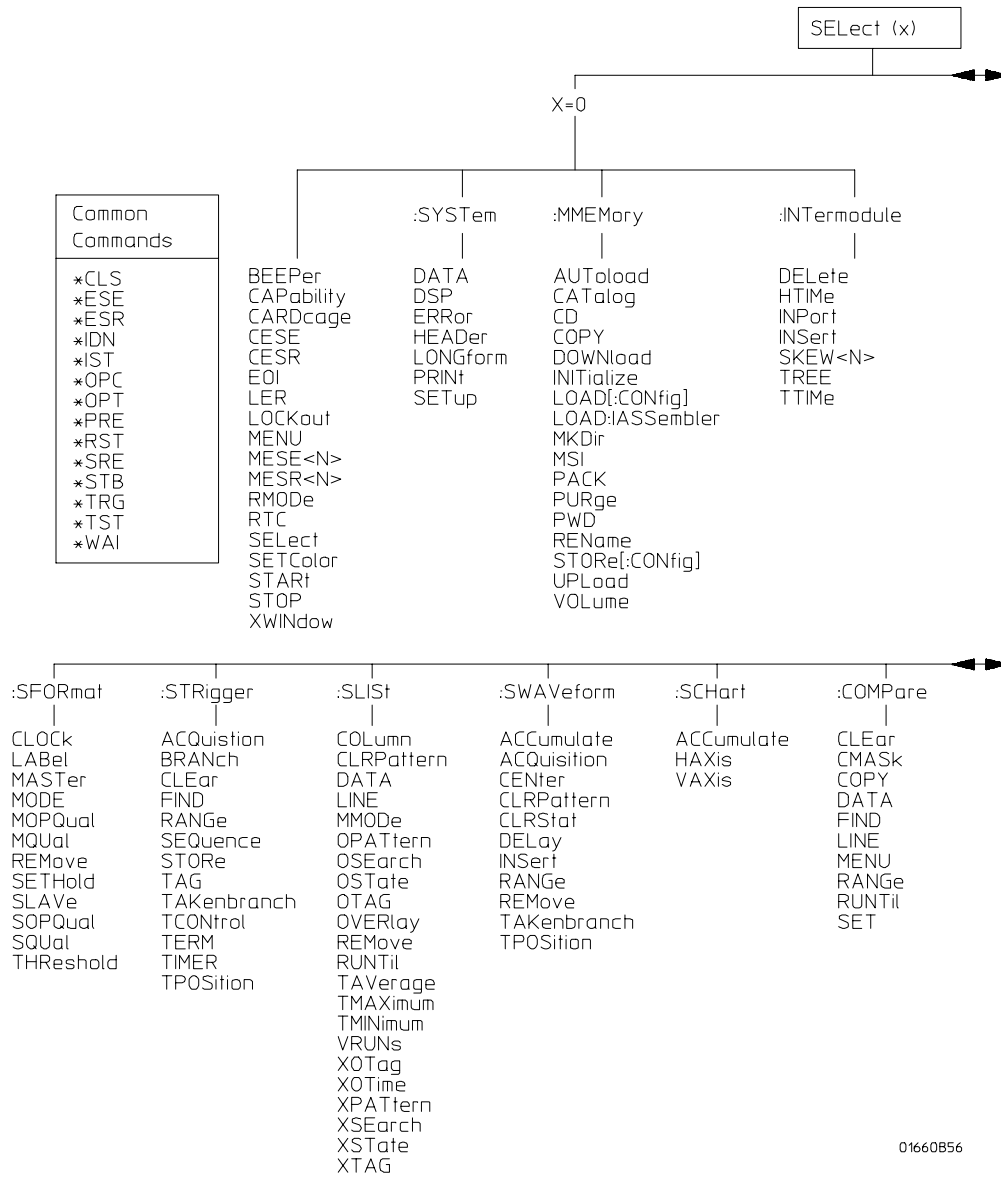 SELect (x)
X=0
Common
Commands
*CLS
*ESE
*ESR
*IDN
*IST
*OPC
*OPT
*PRE
*RST
*SRE
*STB
*TRG
*TST
*WAI
BEEPer
CAPability
CARDcage
CESE
CESR
EOI
LER
LOCKout
MENU
MESE<N>
MESR<N>
RMODe
RTC
SELect
SETColor
STARt
STOP
XWINdow
:SYSTem
DATA
DSP
ERRor
HEADer
LONGform
PRINt
SETup
:MMEMory
AUToload
CATalog
CD
COPY
DOWNload
INITialize
LOAD[:CONfig]
LOAD:IASSembler
MKDir
MSI
PACK
PURge
PWD
REName
STORe[:CONfig]
UPLoad
VOLume
:INTermodule
DELete
HTIMe
INPort
INSert
SKEW<N>
TREE
TTIMe
:SFORmat
CLOCk
LABel
MASTer
MODE
MOPQual
MQUal
REMove
SETHold
SLAVe
SOPQual
SQUal
THReshold
:STRigger
ACQuistion
BRANch
CLEar
FIND
RANGe
SEQuence
STORe
TAG
TAKenbranch
TCONtrol
TERM
TIMER
TPOSition
:SLISt
COLumn
CLRPattern
DATA
LINE
MMODe
OPATtern
OSEarch
OSTate
OTAG
OVERlay
REMove
RUNTil
TAVerage
TMAXimum
TMINimum
VRUNs
XOTag
XOTime
XPATtern
XSEarch
XSTate
XTAG
:SWAVeform
ACCumulate
ACQuisition
CENter
CLRPattern
CLRStat
DELay
INSert
RANGe
REMove
TAKenbranch
TPOSition
:SCHart
ACCumulate
HAXis
VAXis
:COMPare
CLEar
CMASk
COPY
DATA
FIND
LINE
MENU
RANGe
RUNTil
SET
01660B56